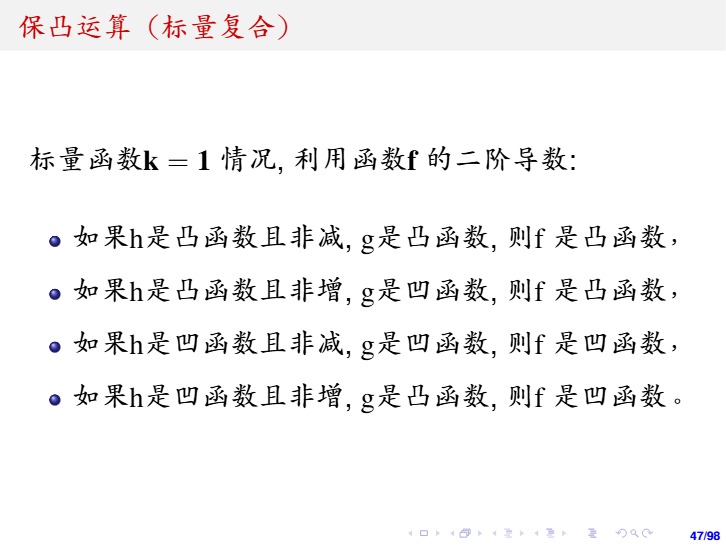 保凸运算（标量复合）
标量函数k = 1 情况, 利用函数f 的二阶导数:
如果h是凸函数且非减, g是凸函数, 则f 是凸函数，
如果h是凸函数且非增, g是凹函数, 则f 是凸函数，
如果h是凹函数且非减, g是凹函数, 则f 是凹函数，
如果h是凹函数且非增, g是凸函数, 则f 是凹函数。
47/98